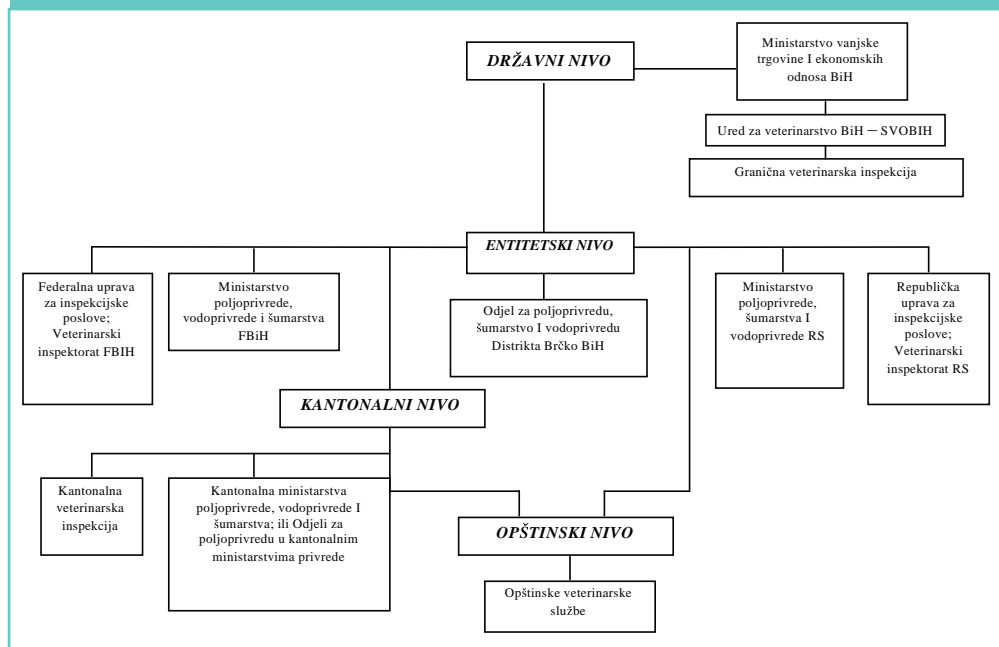 DRŽAVNI NIVO
Ministarstvo vanjske
trgovine I ekonomskih
odnosa BiH
Ured za veterinarstvo BiH – SVOBIH
Granična veterinarska inspekcija
ENTITETSKI NIVO
Federalna uprava
za inspekcijske
poslove;
Veterinarski
inspektorat FBIH
Ministarstvo
poljoprivrede,
vodoprivrede i šumarstva
FBiH
Odjel za poljoprivredu,
šumarstvo I vodoprivredu
Distrikta Brčko BiH
Ministarstvo
poljoprivrede,
šumarstva I
vodoprivrede RS
Republička
uprava za
inspekcijske
poslove;
Veterinarski
inspektorat RS
KANTONALNI NIVO
Kantonalna
veterinarska
inspekcija
Kantonalna ministarstva
poljoprivrede, vodoprivrede I
šumarstva; ili Odjeli za
poljoprivredu u kantonalnim
ministarstvima privrede
OPŠTINSKI NIVO
Opštinske veterinarske
službe